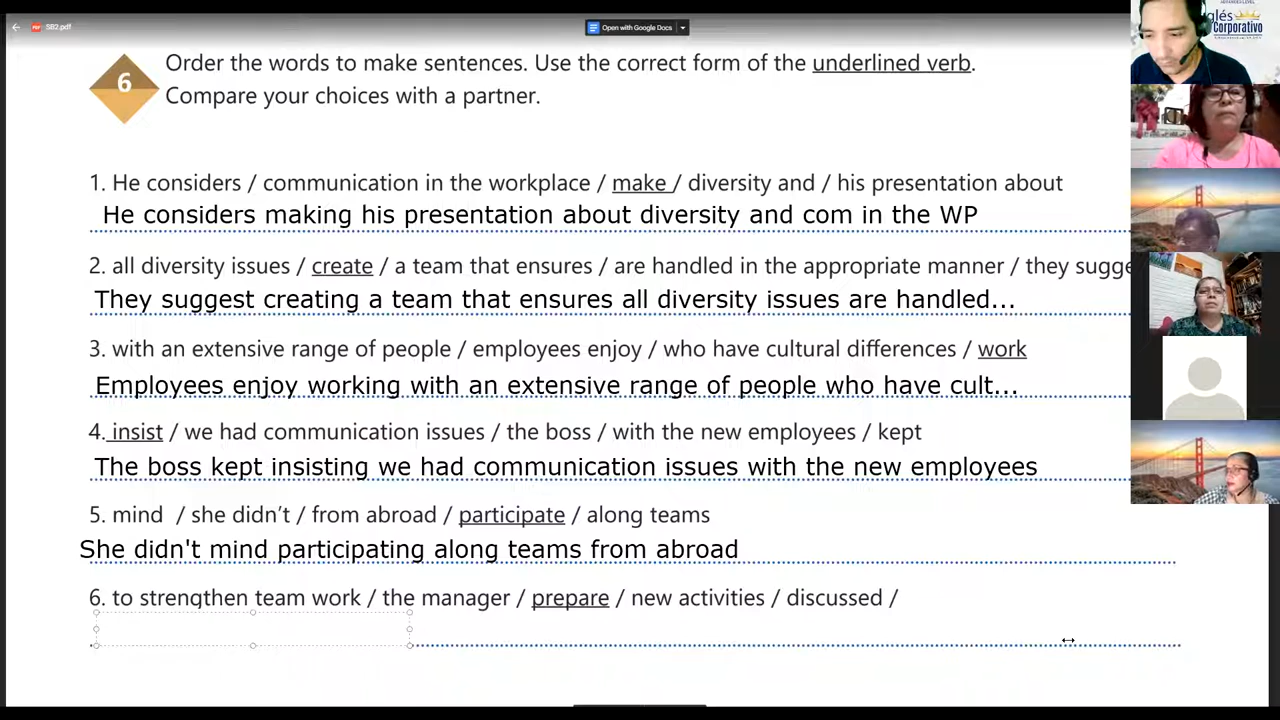 SB2.pdf
Open with Google Docs
glés
Corporativo
6
Order the words to make sentences. Use the correct form of the underlined verb.
Compare your choices with a partner.
1. He considers / communication in the workplace / make / diversity and / his presentation about
He considers making his presentation about diversity and com in the WP
2. all diversity issues / create / a team that ensures / are handled in the appropriate manner / they sugge
They suggest creating a team that ensures all diversity issues are handled...
3. with an extensive range of people / employees enjoy / who have cultural differences / work
Employees enjoy working with an extensive range of people who have cult...
4. insist / we had communication issues / the boss / with the new employees / kept
The boss kept insisting we had communication issues with the new employees
5. mind / she didn't / from abroad / participate / along teams
She didn't mind participating along teams from abroad
6. to strengthen team work / the manager / prepare / new activities / discussed /